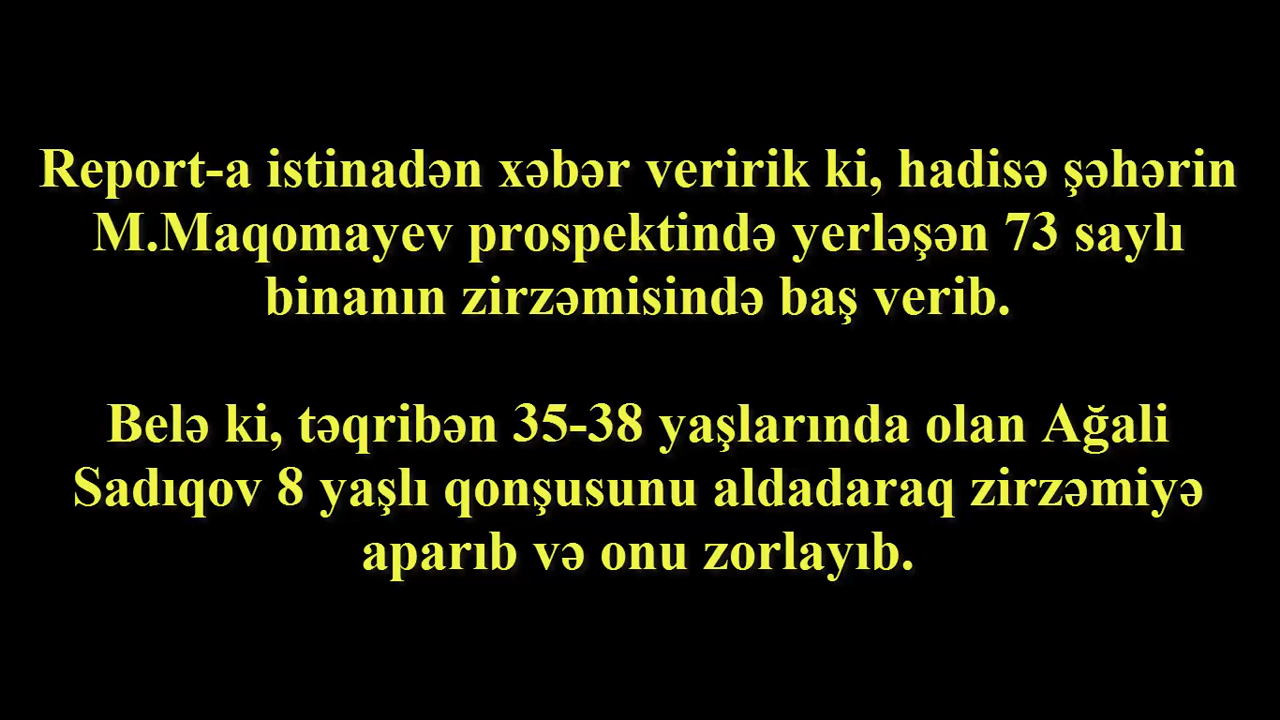 Report-a istinadən xəbər veririk ki, hadisə şəhərin
M.Maqomayev prospektində yerləşən 73 saylı
binanın zirzəmisində baş verib.
Belə ki, təqribən 35-38 yaşlarında olan Ağali
Sadıqov 8 yaşlı qonşusunu aldadaraq zirzəmiyə
aparıb və onu zorlayıb.